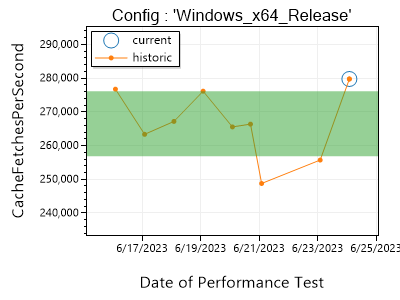 Config : 'Windows_x64_Release'
current
historic
290,000
280,000
270,000
260,000
250,000
240,000
CacheFetchesPerSecond
6/17/2023 6/19/2023 6/21/2023 6/23/2023 6/25/2023
Date of Performance Test